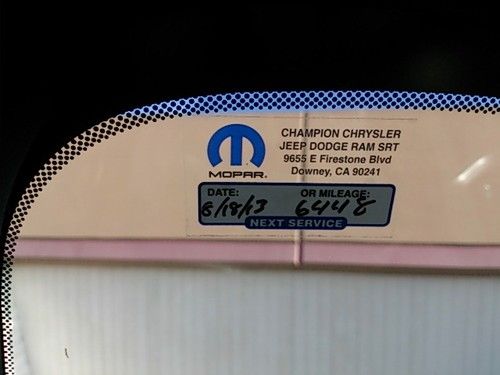 CHAMPION CHRYSLER
JEEP DODGE RAM SRT
9655 E Firestone Blvd
Downey, CA 90241
MOPAR.
DATE: OR MILEAGE:
8/18/13 6448
NEXT SERVICE